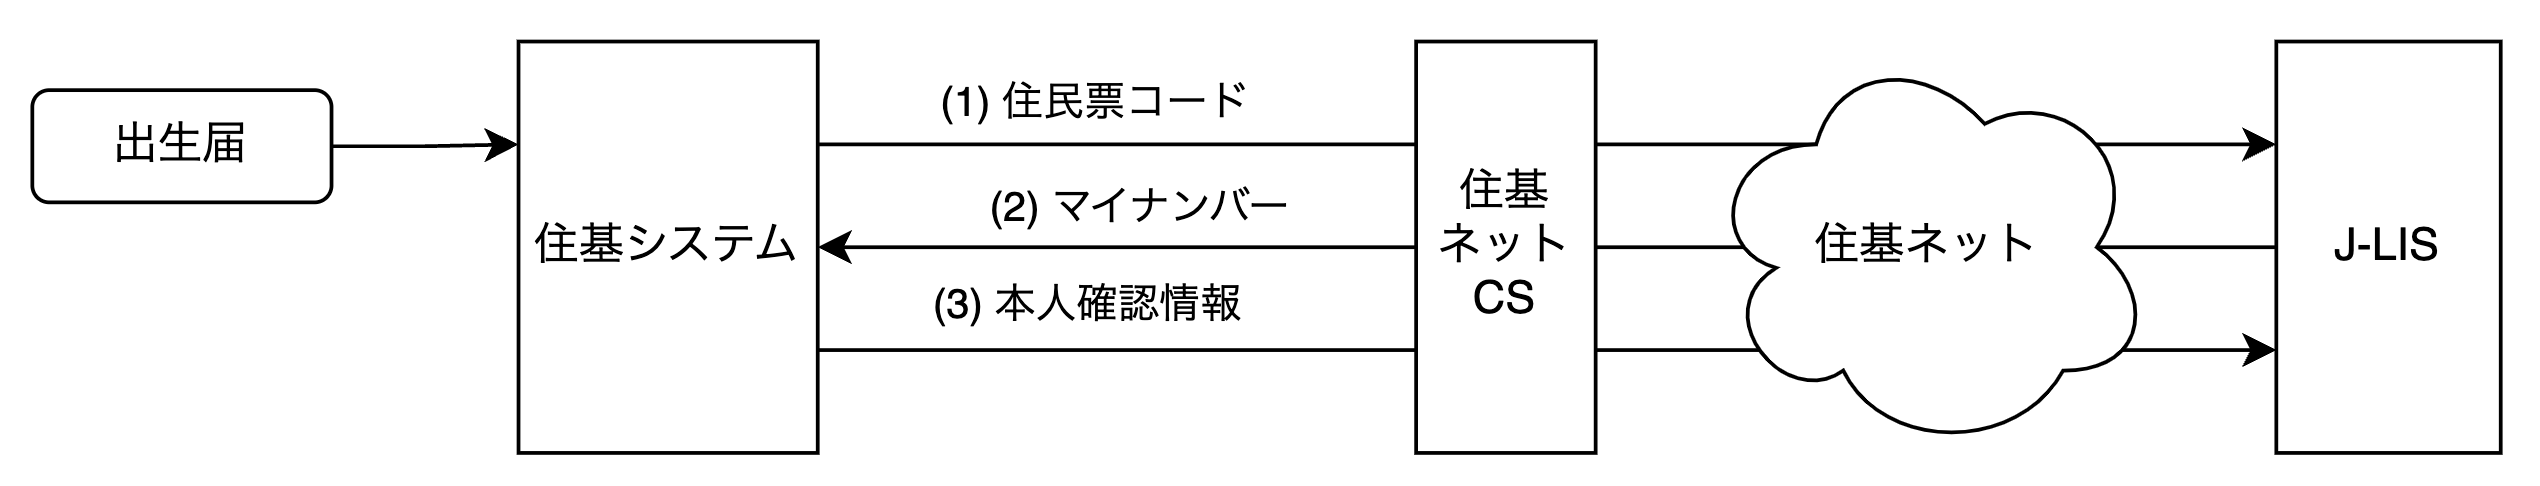 出生届
住基システム
(1) 住民票コード
(2) マイナンバー
(3) 本人確認情報
住基
ネット
CS
住基ネット
J-LIS